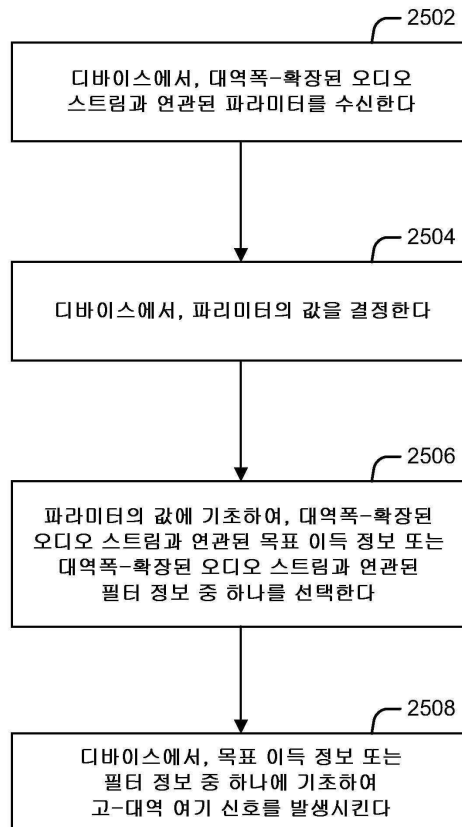 2502
디바이스에서, 대역폭-확장된 오디오
스트림과 연관된 파라미터를 수신한다
2504
디바이스에서, 파리미터의 값을 결정한다
2506
파라미터의 값에 기초하여, 대역폭-확장된
오디오 스트림과 연관된 목표 이득 정보 또는
대역폭-확장된 오디오 스트림과 연관된
필터 정보 중 하나를 선택한다
2508
디바이스에서, 목표 이득 정보 또는
필터 정보 중 하나에 기초하여
고-대역 여기 신호를 발생시킨다